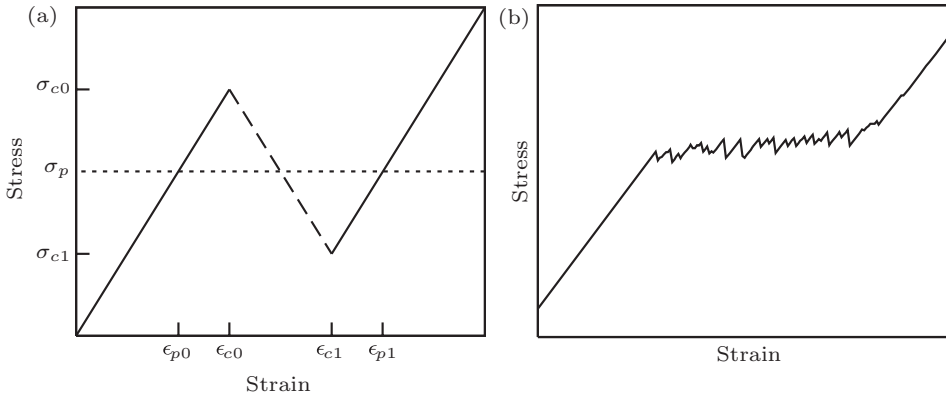 (a)
Stress
σc0
σp
σc1
ϵp0 ϵc0 ϵc1 ϵp1
Strain
(b)
Stress
Strain